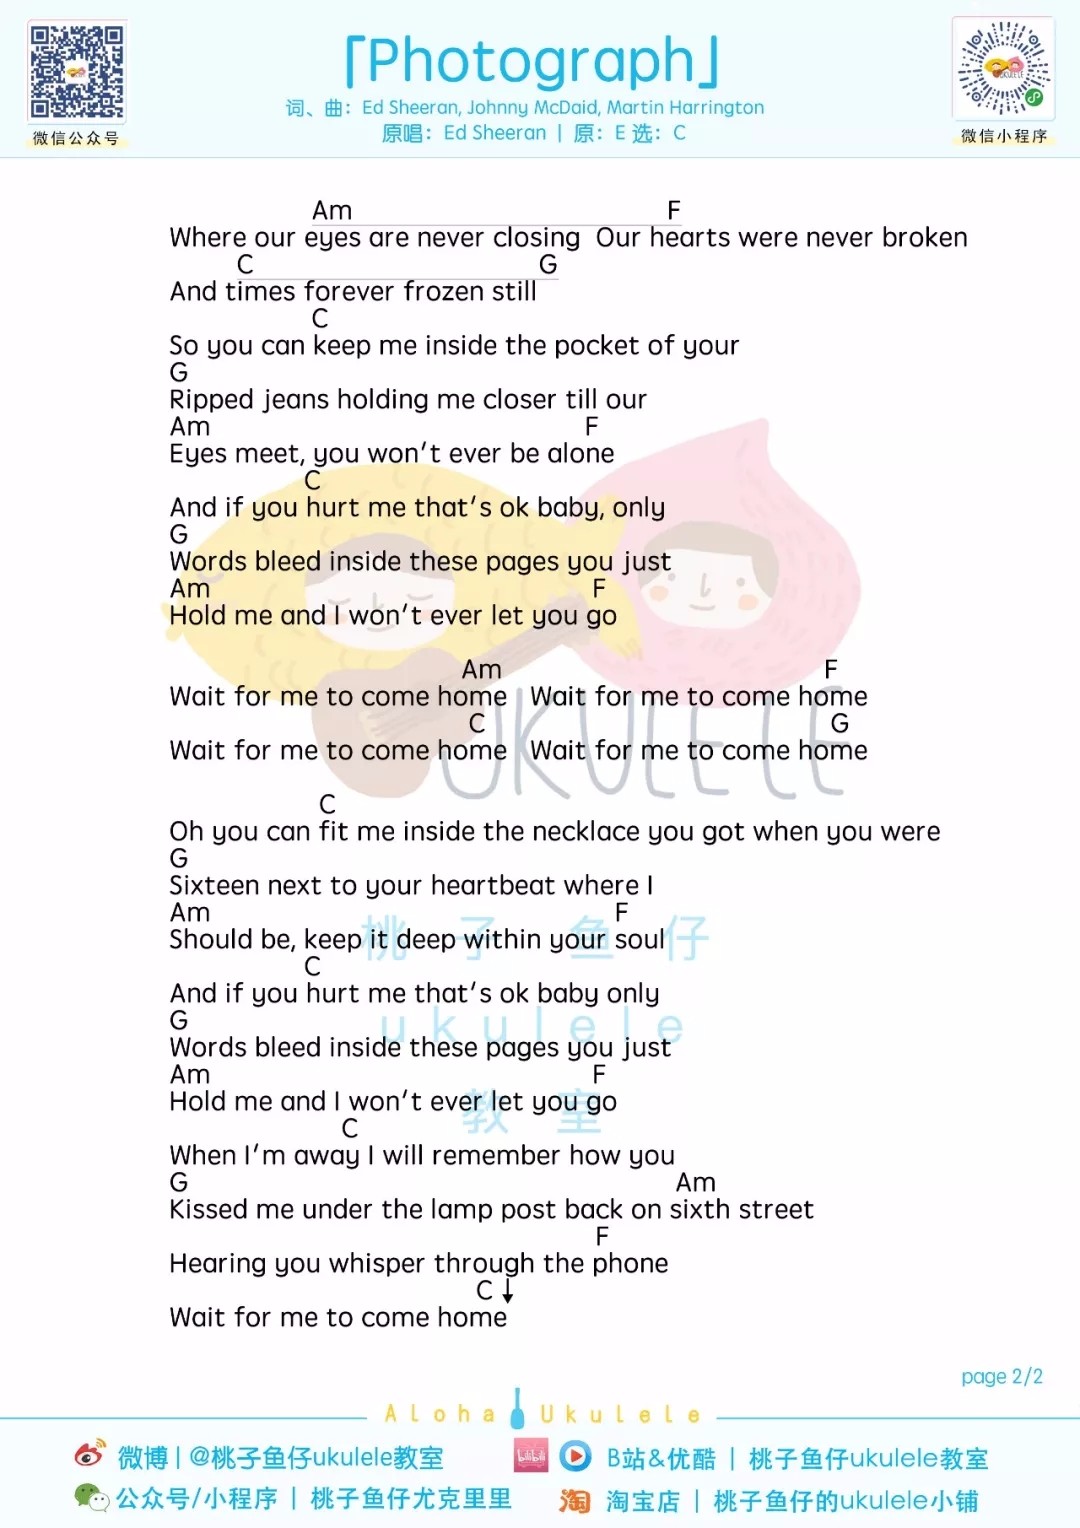 「Photograph」
词、曲：Ed Sheeran, Johnny McDaid, Martin Harrington
原唱：Ed Sheeran | 原：E 选：C
微信公众号
微信小程序
Am F
Where our eyes are never closing Our hearts were never broken
C G
And times forever frozen still
C
So you can keep me inside the pocket of your
G
Ripped jeans holding me closer till our
Am F
Eyes meet, you won't ever be alone
C
And if you hurt me that's ok baby, only
G
Words bleed inside these pages you just
Am F
Hold me and I won't ever let you go
Am F
Wait for me to come home Wait for me to come home
C G
Wait for me to come home Wait for me to come home
UKULELE
C
Oh you can fit me inside the necklace you got when you were
G
Sixteen next to your heartbeat where I
Am F
Should be, keep it deep within your soul
桃子鱼仔
C
And if you hurt me that's ok baby only
G
ukulele
Words bleed inside these pages you just
Am F
Hold me and I won't ever let you go
教室
C
When I'm away I will remember how you
G Am
Kissed me under the lamp post back on sixth street
F
Hearing you whisper through the phone
C
Wait for me to come home
page 2/2
Aloha Ukulele
微博 | @桃子鱼仔ukulele教室
B站&优酷 | 桃子鱼仔ukulele教室
公众号/小程序 | 桃子鱼仔尤克里里
淘 淘宝店 | 桃子鱼仔的ukulele小铺